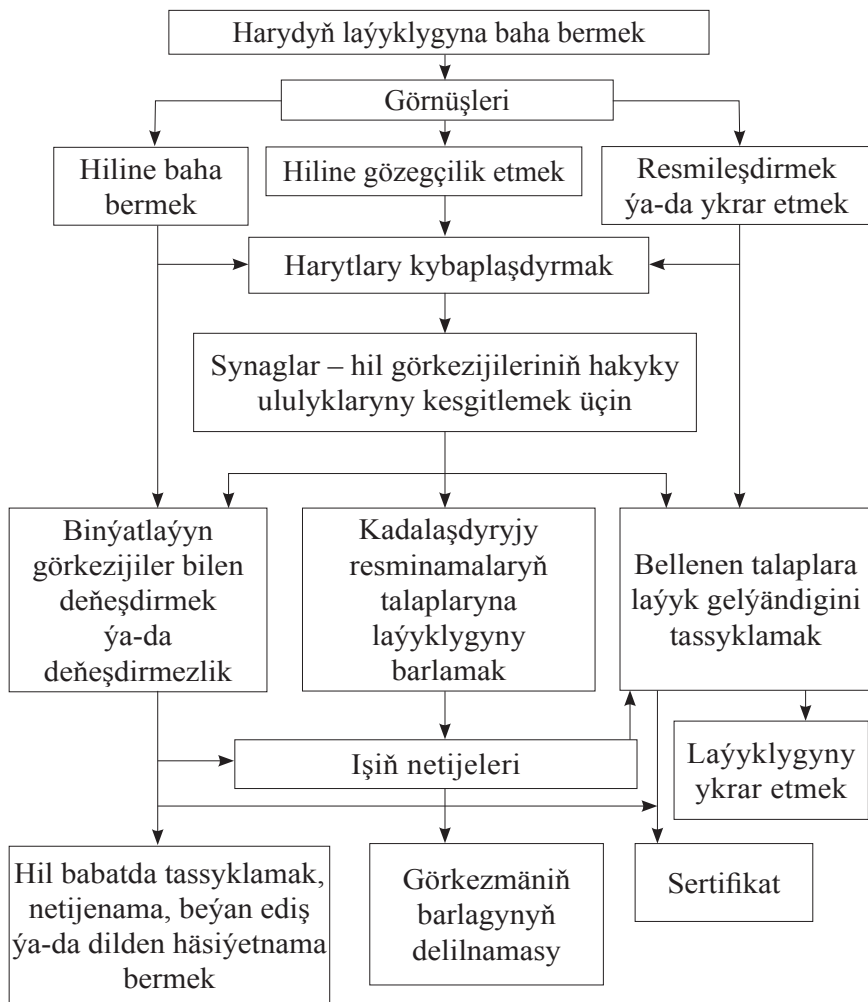 Harydyň laýyklygyna baha bermek
Görnüşleri
Hiline baha
bermek
Hiline gözegçilik etmek
Resmileşdirmek
ýa-da ykrar etmek
Harytlary kybaplaşdyrmak
Synaglar – hil görkezijileriniň hakyky
ululyklaryny kesgitlemek üçin
Binýatlaýyn
görkezijiler bilen
deňeşdirmek
ýa-da
deňeşdirmezlik
Kadalaşdyryjy
resminamalaryň
talaplaryna
laýyklygyny
barlamak
Bellenen talaplara
laýyk gelýändigini
tassyklamak
Işiň netijeleri
Laýyklygyny
ykrar etmek
Hil babatda tassyklamak,
netijenama, beýan ediş
ýa-da dilden häsiýetnama
bermek
Görkezmäniň
barlagynyň
delilnamasy
Sertifikat